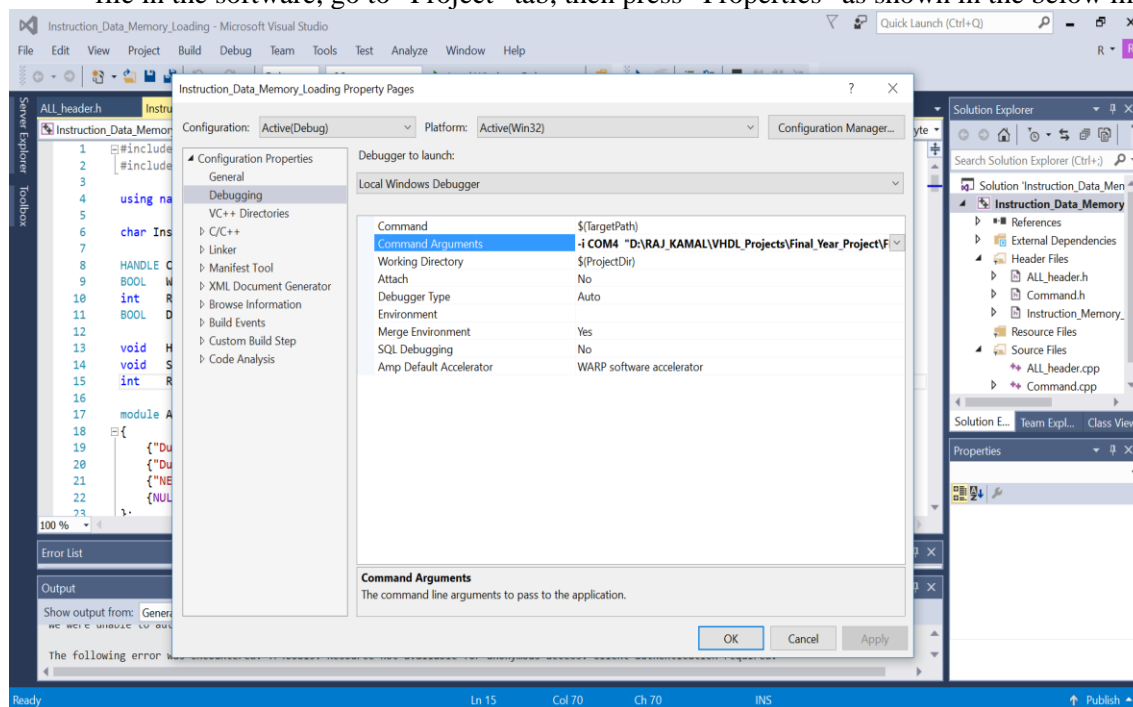 file in the software, go to "Project" tab, then press "Properties" as shown in the below
Instruction_Data_Memory_Loading - Microsoft Visual Studio
Quick Launch (Ctrl+Q)
File Edit View Project Build Debug Team Tools Test Analyze Window Help
R
Instruction_Data_Memory_Loading Property Pages
? ×
Server Explorer
Toolbox
ALL_header.h
Configuration: Active(Debug)
Platform: Active(Win32)
Configuration Manager...
1 #include
2 #include
3
4 using na
5
6 char Ins
7
8 HANDLE C
9 BOOL W
10 int R
11 BOOL D
12
13 void H
14 void S
15 int R
16
17 module A
18 {
19 {"Du
20 {"Du
21 {"NE
22 {NUL
23 };
100 %
Configuration Properties
General
Debugging
VC++ Directories
C/C++
Linker
Manifest Tool
XML Document Generator
Browse Information
Build Events
Custom Build Step
Code Analysis
Debugger to launch:
Local Windows Debugger
Command $(TargetPath)
Command Arguments -i COM4 "D:\RAJ_KAMAL\VHDL_Projects\Final_Year_Project\F
Working Directory $(ProjectDir)
Attach No
Debugger Type Auto
Environment
Merge Environment Yes
SQL Debugging No
Amp Default Accelerator WARP software accelerator
Command Arguments
The command line arguments to pass to the application.
OK Cancel Apply
Solution Explorer
Search Solution Explorer (Ctrl+;)
Solution 'Instruction_Data_Mem
Instruction_Data_Memory
References
External Dependencies
Header Files
ALL_header.h
Command.h
Instruction_Memory_
Resource Files
Source Files
ALL_header.cpp
Command.cpp
Solution E... Team Expl... Class View
Properties
Error List
Output
Show output from: Genera
The following error w
Ready Ln 15 Col 70 Ch 70 INS Publish